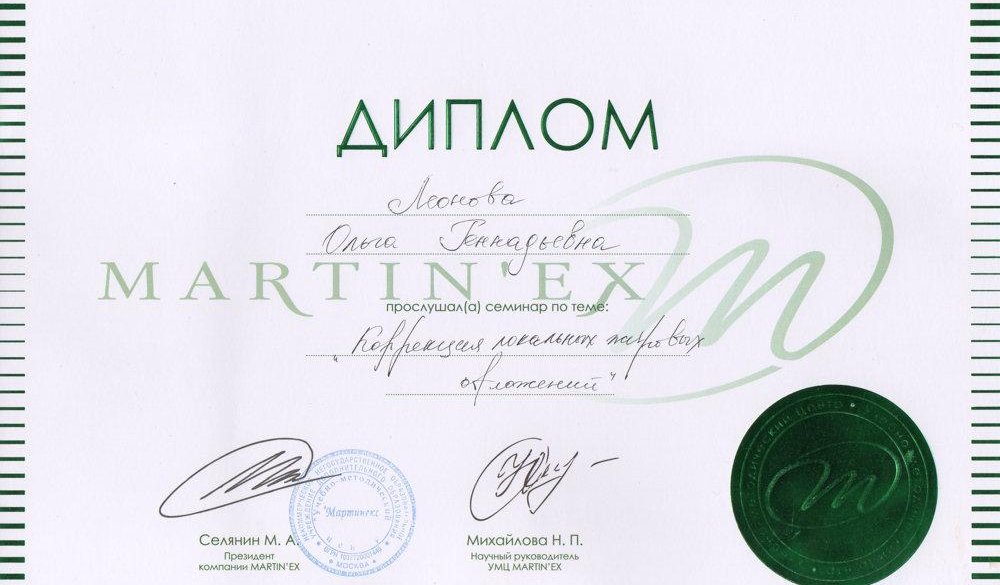 ДИПЛОМ
Леонова
Ольга Геннадьевна
MARTIN'EX
прослушал(а) семинар по теме:
"Коррекция локальных жировых
отложений"
Мартинекс
МОСКВА
Селянин М. А.
Президент
компании MARTIN'EX
Михайлова Н. П.
Научный руководитель
УМЦ MARTIN'EX